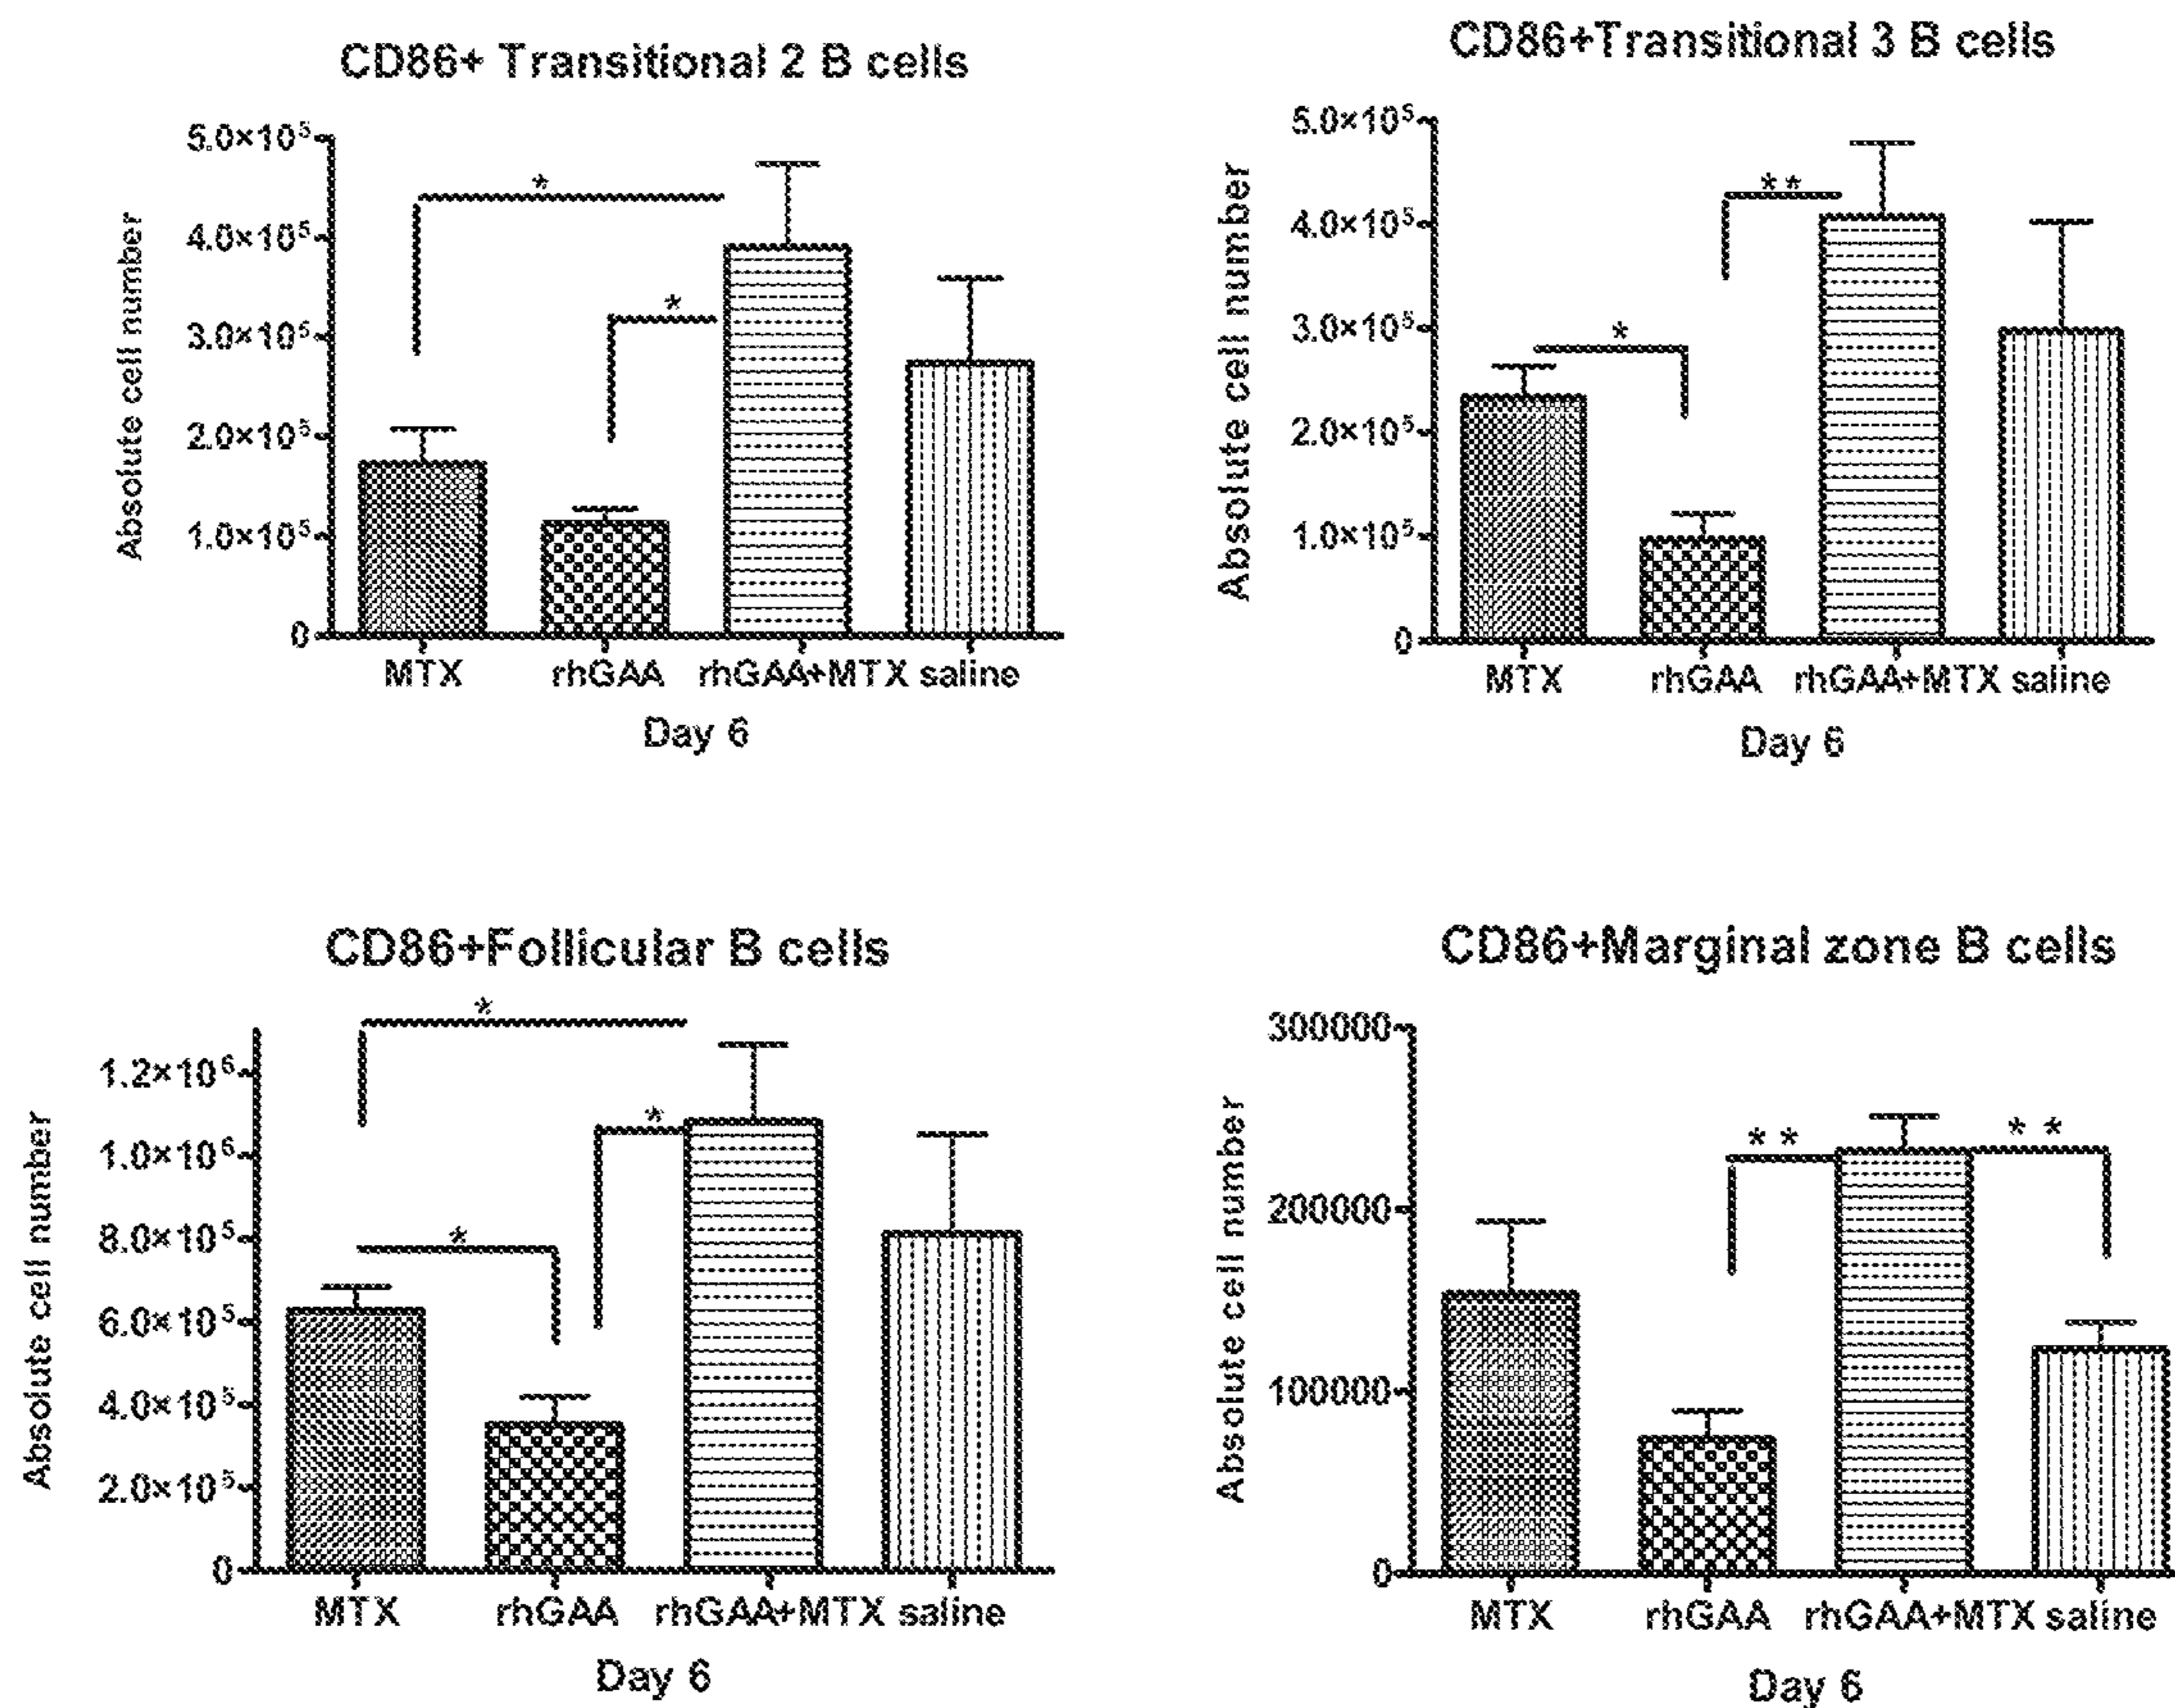 CD86+ Transitional 2 B cells
Absolute cell number
5.0×10⁵
4.0×10⁵
3.0×10⁵
2.0×10⁵
1.0×10⁵
0
*
*
MTX rhGAA rhGAA+MTX saline
Day 6
CD86+Transitional 3 B cells
Absolute cell number
5.0×10⁵
4.0×10⁵
3.0×10⁵
2.0×10⁵
1.0×10⁵
0
**
*
MTX rhGAA rhGAA+MTX saline
Day 6
CD86+Follicular B cells
Absolute cell number
1.2×10⁶
1.0×10⁶
8.0×10⁵
6.0×10⁵
4.0×10⁵
2.0×10⁵
0
*
*
*
MTX rhGAA rhGAA+MTX saline
Day 6
CD86+Marginal zone B cells
Absolute cell number
300000
200000
100000
0
** **
MTX rhGAA rhGAA+MTX saline
Day 6